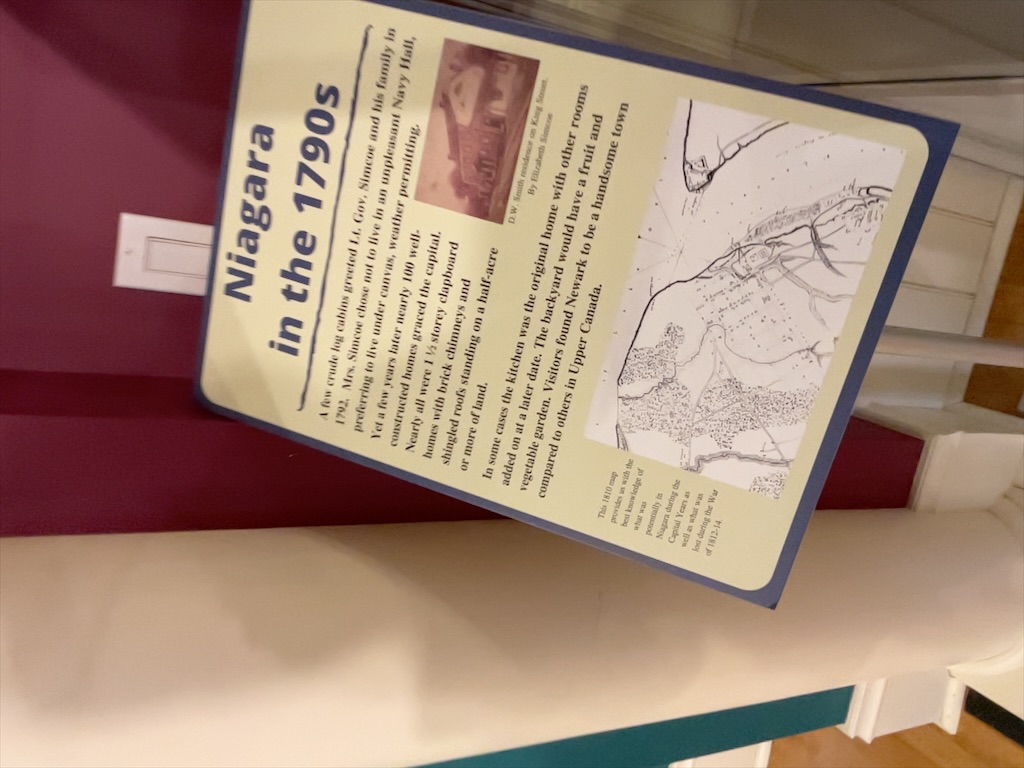 Niagara
in the 1790s
A few crude log cabins greeted Lt. Gov. Simcoe and his family in
1792. Mrs. Simcoe chose not to live in an unpleasant Navy Hall,
preferring to live under canvas, weather permitting.
Yet a few years later nearly 100 well-
constructed homes graced the capital.
Nearly all were 1 ½ storey clapboard
homes with brick chimneys and
shingled roofs standing on a half-acre
or more of land.
D.W. Smith residence on King Street.
By Elizabeth Simcoe
In some cases the kitchen was the original home with other rooms
added on at a later date. The backyard would have a fruit and
vegetable garden. Visitors found Newark to be a handsome town
compared to others in Upper Canada.
This 1810 map
provides us with the
best knowledge of
what was
potentially in
Niagara during the
Capital Years as
well as what was
lost during the War
of 1812-14.